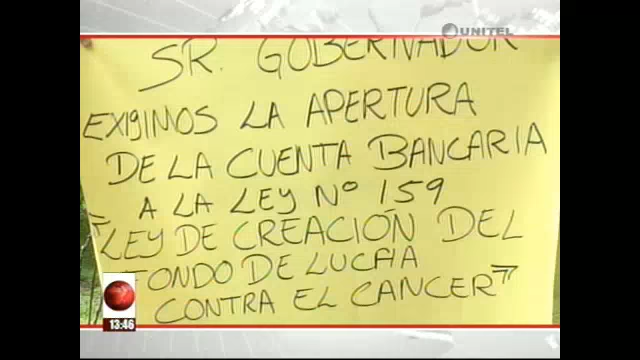 UNITEL
SR. GOBERNADOR
EXIGIMOS LA APERTURA
DE LA CUENTA BANCARIA
A LA LEY Nº 159
"LEY DE CREACIÓN DEL
FONDO DE LUCHA
CONTRA EL CANCER"
13:46